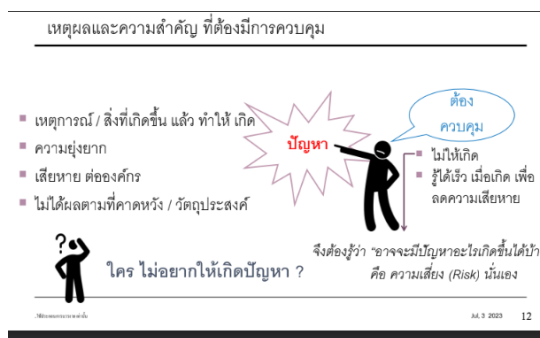 เหตุผลและความสำคัญ ที่ต้องมีการควบคุม
ต้อง
ควบคุม
เหตุการณ์ / สิ่งที่เกิดขึ้น แล้ว ทำให้ เกิด
ความยุ่งยาก
เสียหาย ต่อองค์กร
ไม่ได้ผลตามที่คาดหวัง / วัตถุประสงค์
ปัญหา
ไม่ให้เกิด
รู้ได้เร็ว เมื่อเกิด เพื่อ
ลดความเสียหาย
?
ใคร ไม่อยากให้เกิดปัญหา ?
จึงต้องรู้ว่า "อาจจะมีปัญหาอะไรเกิดขึ้นได้บ้า
คือ ความเสี่ยง (Risk) นั่นเอง
Jul, 3 2023 12